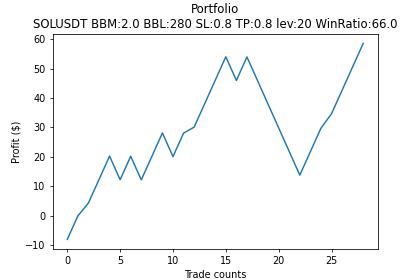 Portfolio
SOLUSDT BBM:2.0 BBL:280 SL:0.8 TP:0.8 lev:20 WinRatio:66.0
60
50
40
30
20
10
0
−10
Profit ($)
0 5 10 15 20 25
Trade counts